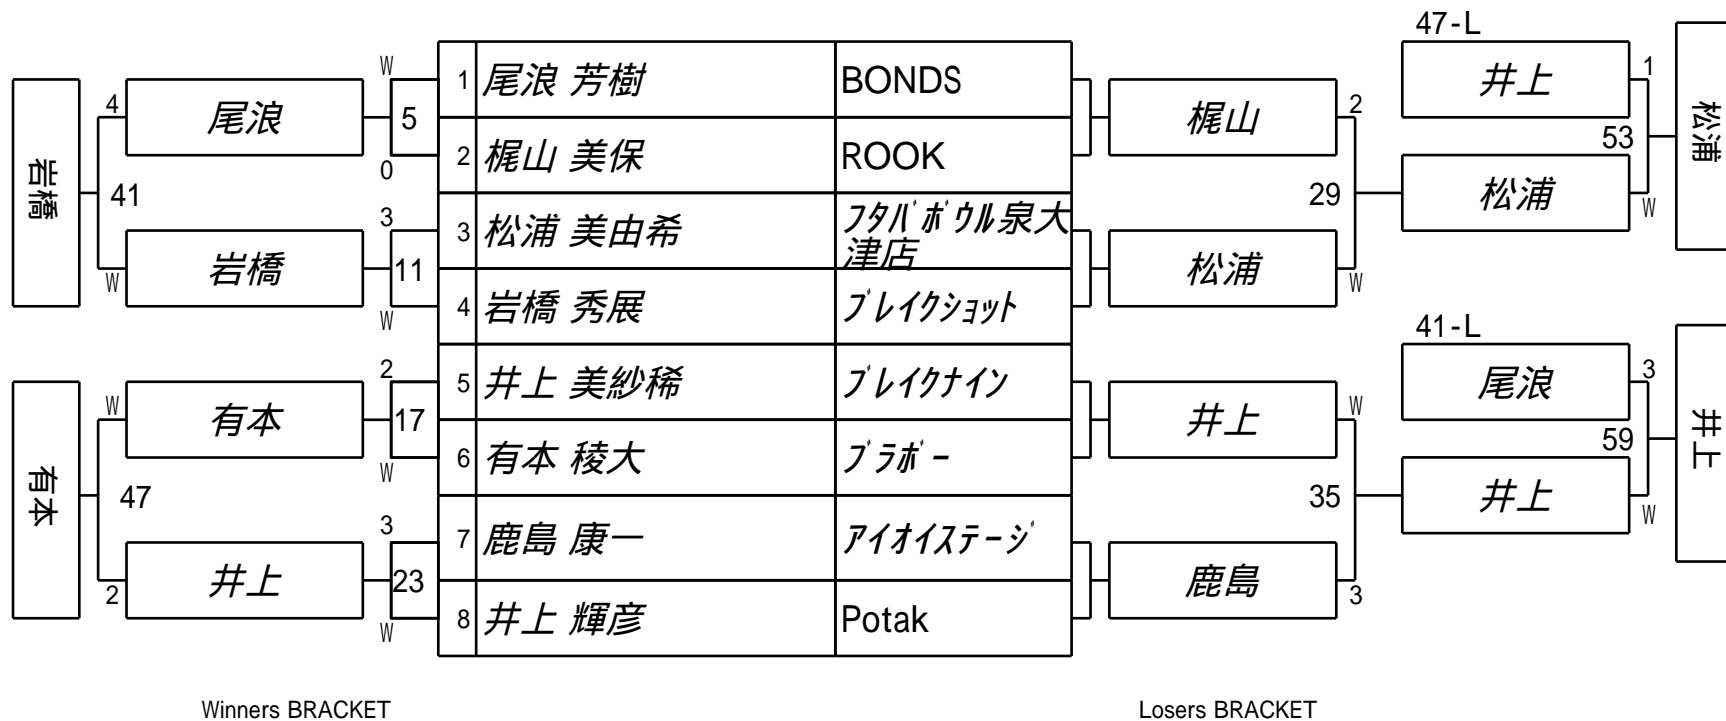 47-L
W
1 尾浪 芳樹 BONDS
井上 1
4 尾浪 5
梶山 2
松浦
53
岩橋
0
2 梶山 美保 ROOK
41
29
松浦 W
3
3 松浦 美由希 フタバボウル泉大
津店
岩橋 11
W
松浦 W
W
4 岩橋 秀展 ブレイクショット
41-L
2
5 井上 美紗稀 ブレイクナイン
尾浪 3
W 有本 17
井上 W
井上
59
有本
W
6 有本 稜大 ブラボー
47
35
井上 W
3
7 鹿島 康一 アイオイステージ
2 井上 23
鹿島 3
W
8 井上 輝彦 Potak
Winners BRACKET
Losers BRACKET